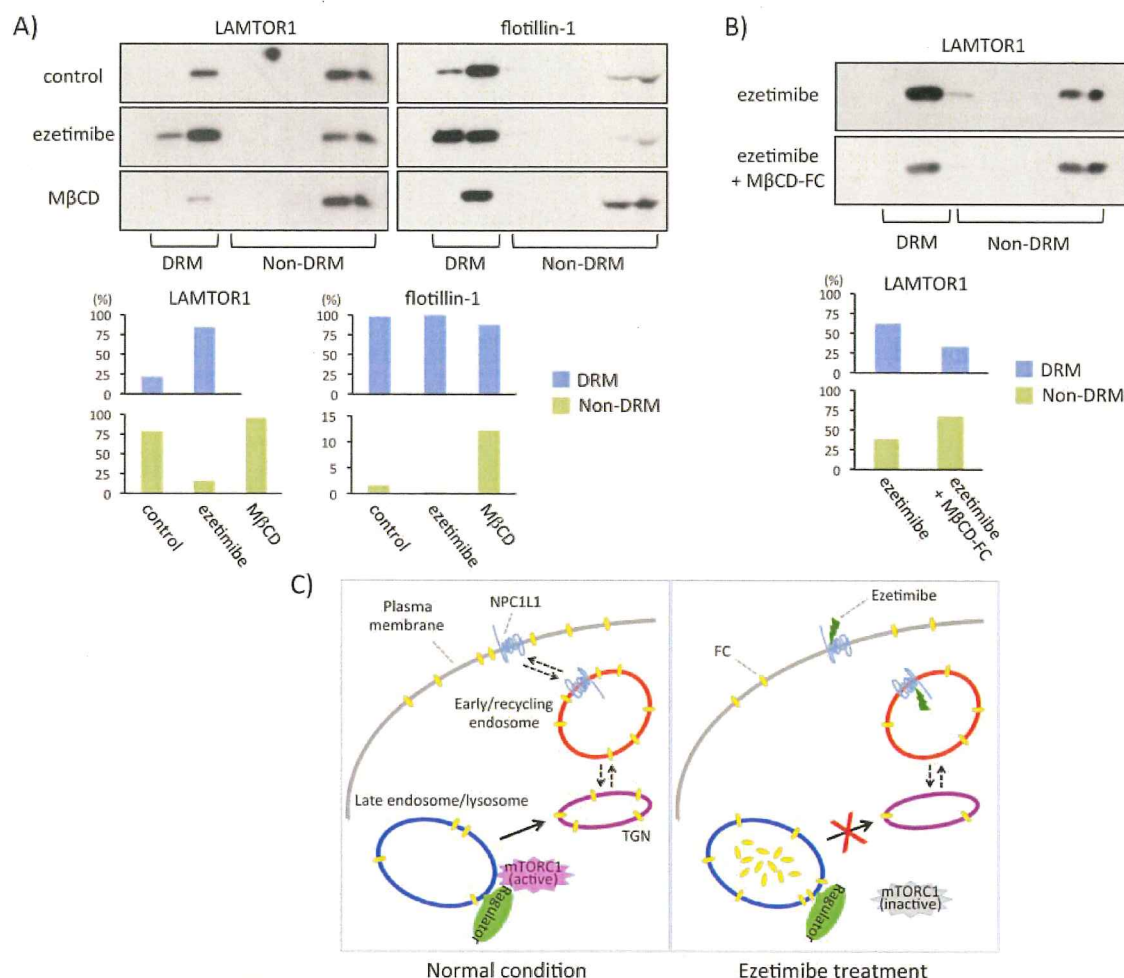 A)
LAMTOR1
flotillin-1
control
ezetimibe
MβCD
DRM
Non-DRM
DRM
Non-DRM
B)
LAMTOR1
ezetimibe
ezetimibe
+ MβCD-FC
DRM
Non-DRM
(%)
LAMTOR1
100
75
50
25
0
100
75
50
25
0
control
ezetimibe
MβCD
(%)
flotillin-1
100
75
50
25
0
15
10
5
0
control
ezetimibe
MβCD
DRM
Non-DRM
(%)
LAMTOR1
100
75
50
25
0
100
75
50
25
0
ezetimibe
ezetimibe
+ MβCD-FC
DRM
Non-DRM
C)
Plasma
membrane
NPC1L1
Early/recycling
endosome
Late endosome/lysosome
TGN
mTORC1
(active)
Ragulator
Normal condition
Ezetimibe
FC
Ragulator
mTORC1
(inactive)
Ezetimibe treatment